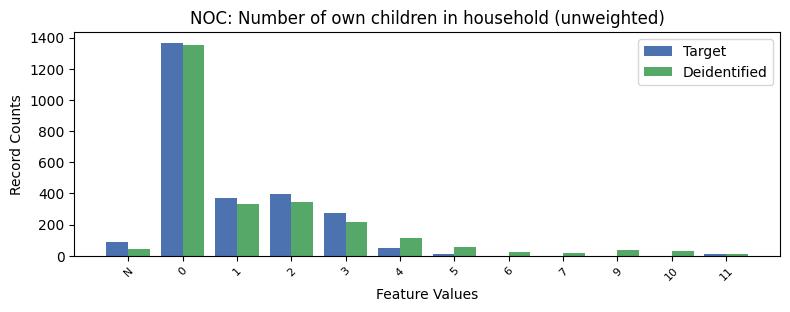 NOC: Number of own children in household (unweighted)
Target
Deidentified
Record Counts
1400
1200
1000
800
600
400
200
0
N 0 1 2 3 4 5 6 7 9 10 11
Feature Values